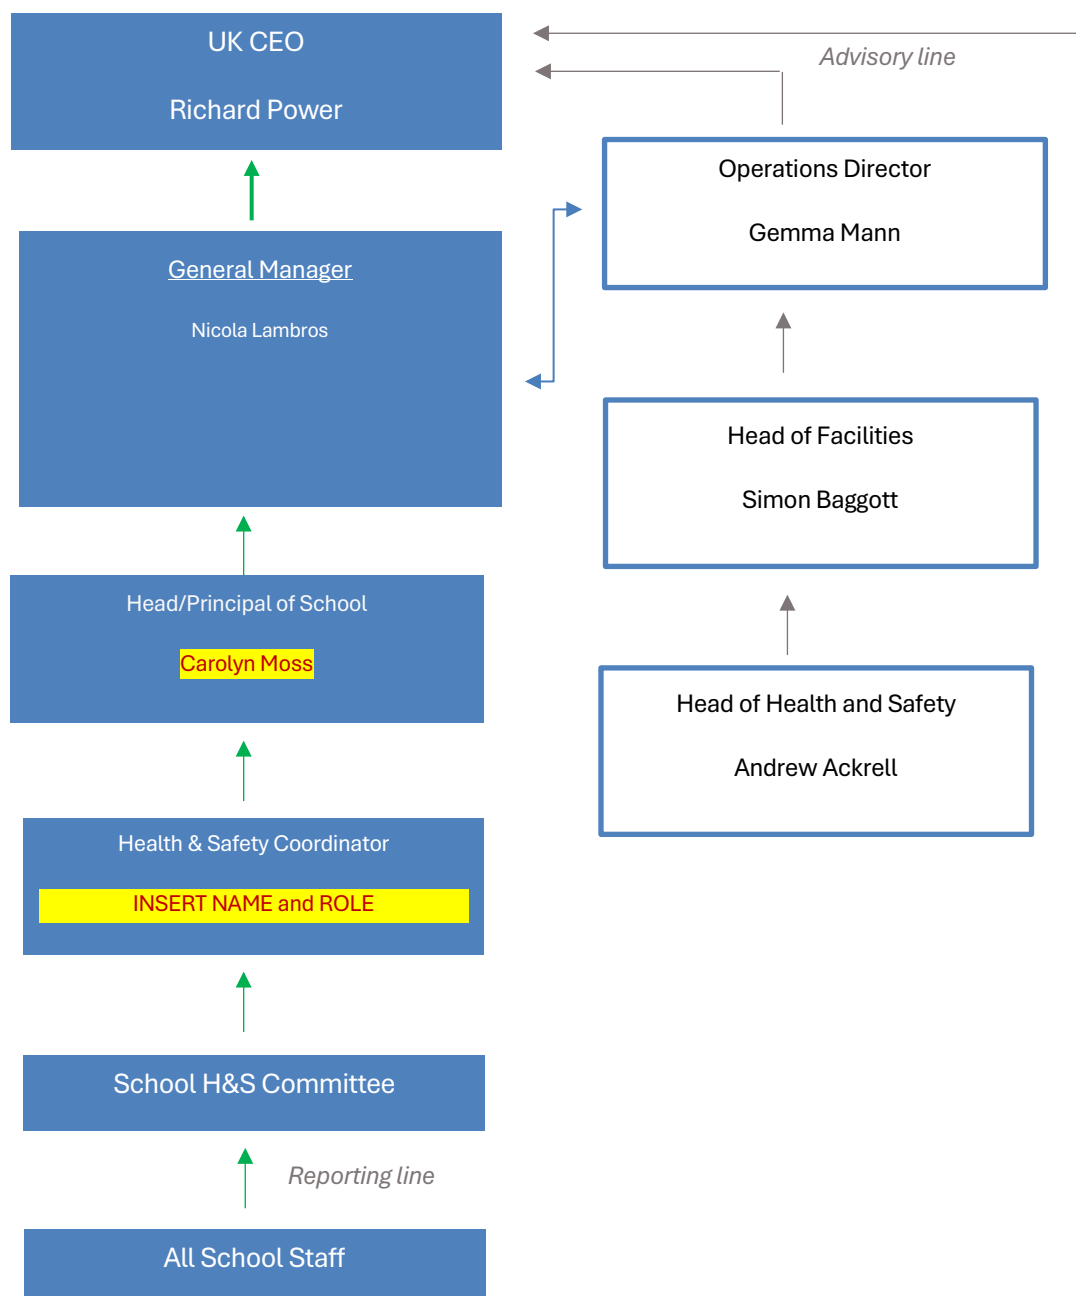 UK CEO
Richard Power
Advisory line
Operations Director
Gemma Mann
General Manager
Nicola Lambros
Head of Facilities
Simon Baggott
Head/Principal of School
Carolyn Moss
Head of Health and Safety
Andrew Ackrell
Health & Safety Coordinator
INSERT NAME and ROLE
School H&S Committee
Reporting line
All School Staff